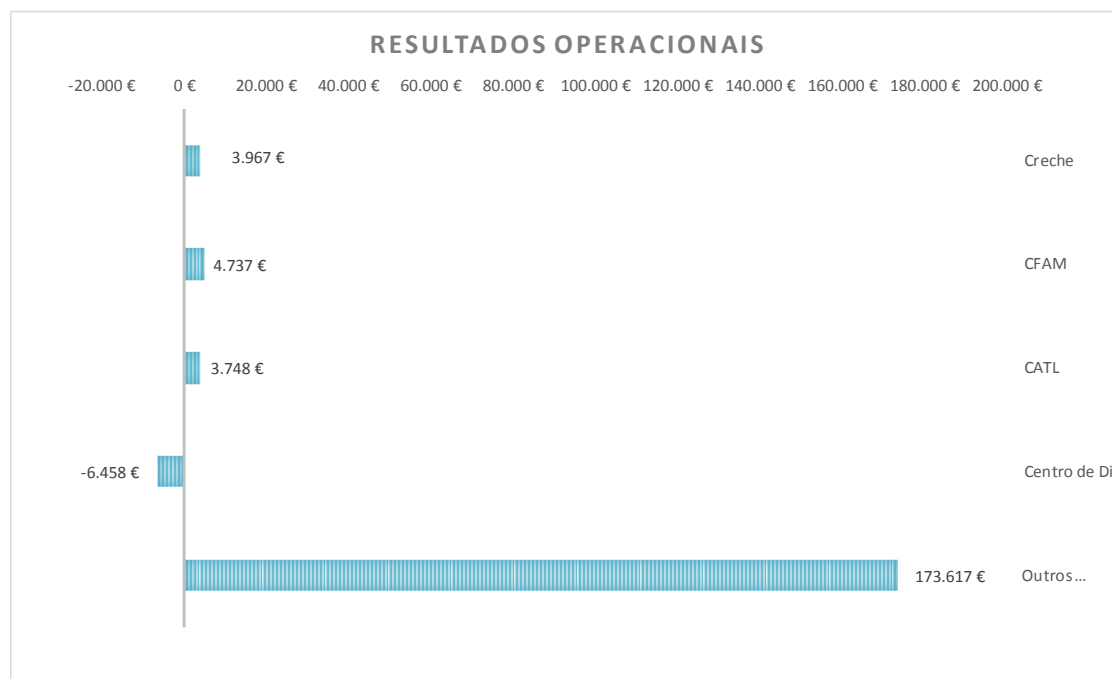 RESULTADOS OPERACIONAIS
-20.000 € 0 € 20.000 € 40.000 € 60.000 € 80.000 € 100.000 € 120.000 € 140.000 € 160.000 € 180.000 € 200.000 €
3.967 € Creche
4.737 € CFAM
3.748 € CATL
-6.458 € Centro de Di
173.617 € Outros...